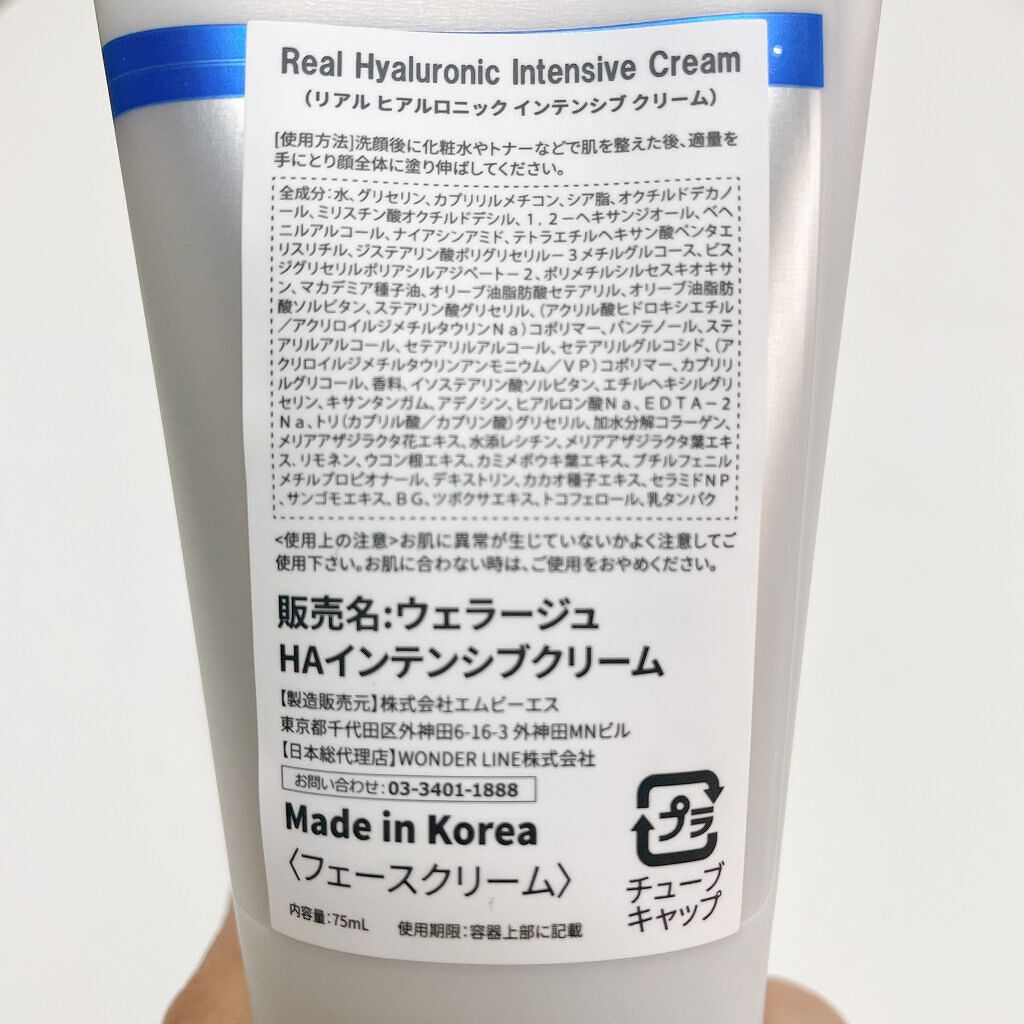 Real Hyaluronic Intensive Cream
（リアル ヒアルロニック インテンシブ クリーム）
[使用方法]洗顔後に化粧水やトナーなどで肌を整えた後、適量を
手にとり顔全体に塗り伸ばしてください。
全成分：水、グリセリン、カプリリルメチコン、シア脂、オクチルドデカノ
ール、ミリスチン酸オクチルドデシル、１，２－ヘキサンジオール、ベヘ
ニルアルコール、ナイアシンアミド、テトラエチルヘキサン酸ペンタエ
リスリチル、ジステアリン酸ポリグリセリル－３メチルグルコース、ビス
ジグリセリルポリアシルアジペート－２、ポリメチルシルセスキオキサ
ン、マカデミア種子油、オリーブ油脂肪酸セテアリル、オリーブ油脂肪
酸ソルビタン、ステアリン酸グリセリル、（アクリル酸ヒドロキシエチル
／アクリロイルジメチルタウリンＮａ）コポリマー、パンテノール、ステ
アリルアルコール、セテアリルアルコール、セテアリルグルコシド、（ア
クリロイルジメチルタウリンアンモニウム／ＶＰ）コポリマー、カプリリ
ルグリコール、香料、イソステアリン酸ソルビタン、エチルヘキシルグリ
セリン、キサンタンガム、アデノシン、ヒアルロン酸Ｎａ、ＥＤＴＡ－２
Ｎａ、トリ（カプリル酸／カプリン酸）グリセリル、加水分解コラーゲン、
メリアアザジラクタ花エキス、水添レシチン、メリアアザジラクタ葉エキ
ス、リモネン、ウコン根エキス、カミメボウキ葉エキス、ブチルフェニル
メチルプロピオナール、デキストリン、カカオ種子エキス、セラミドＮＰ
、サンゴモエキス、ＢＧ、ツボクサエキス、トコフェロール、乳タンパク
<使用上の注意>お肌に異常が生じていないかよく注意してご
使用下さい。お肌に合わない時は、ご使用をおやめください。
販売名：ウェラージュ
HAインテンシブクリーム
【製造販売元】株式会社エムビーエス
東京都千代田区外神田6-16-3 外神田MNビル
【日本総代理店】WONDER LINE株式会社
お問い合わせ：03-3401-1888
Made in Korea
〈フェースクリーム〉
プラ
チューブ
キャップ
内容量：75mL 使用期限：容器上部に記載